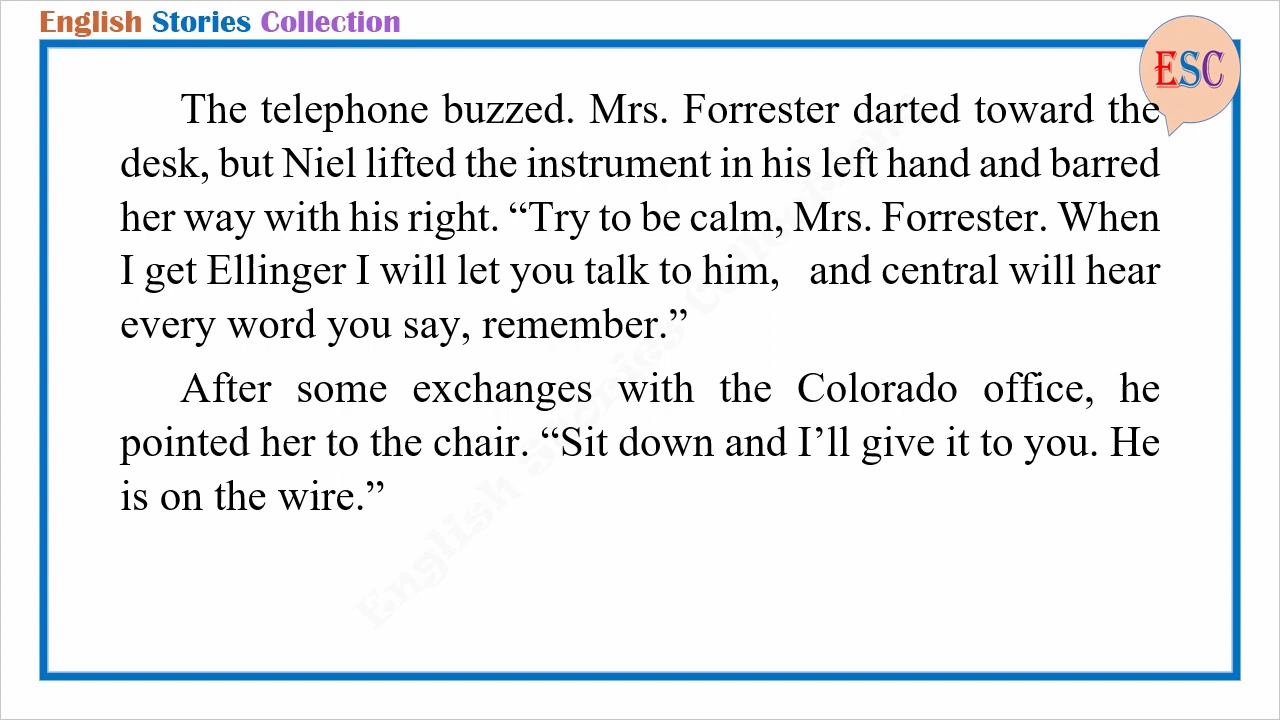 English Stories Collection
ESC
The telephone buzzed. Mrs. Forrester darted toward the
desk, but Niel lifted the instrument in his left hand and barred
her way with his right. “Try to be calm, Mrs. Forrester. When
I get Ellinger I will let you talk to him,   and central will hear
every word you say, remember.”
After some exchanges with the Colorado office, he
pointed her to the chair. “Sit down and I’ll give it to you. He
is on the wire.”
English Stories Collection